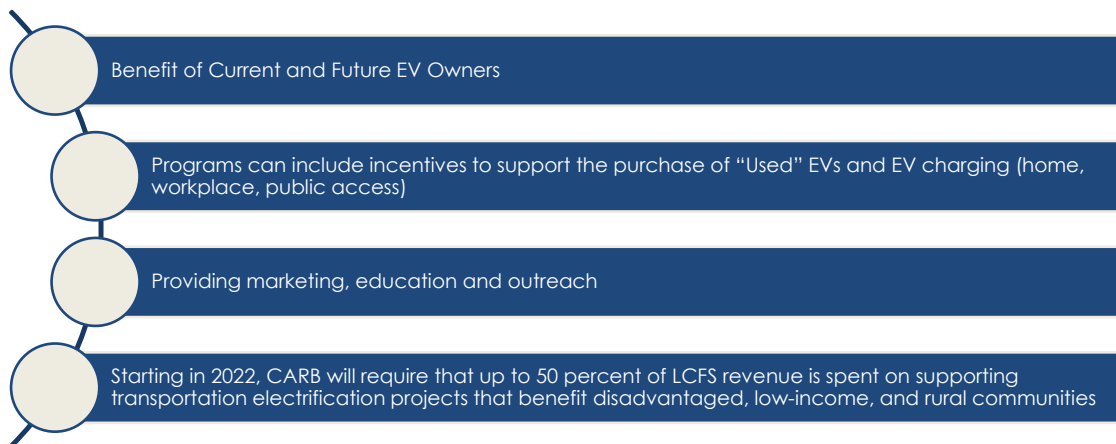 Benefit of Current and Future EV Owners
Programs can include incentives to support the purchase of “Used” EVs and EV charging (home,
workplace, public access)
Providing marketing, education and outreach
Starting in 2022, CARB will require that up to 50 percent of LCFS revenue is spent on supporting
transportation electrification projects that benefit disadvantaged, low-income, and rural communities